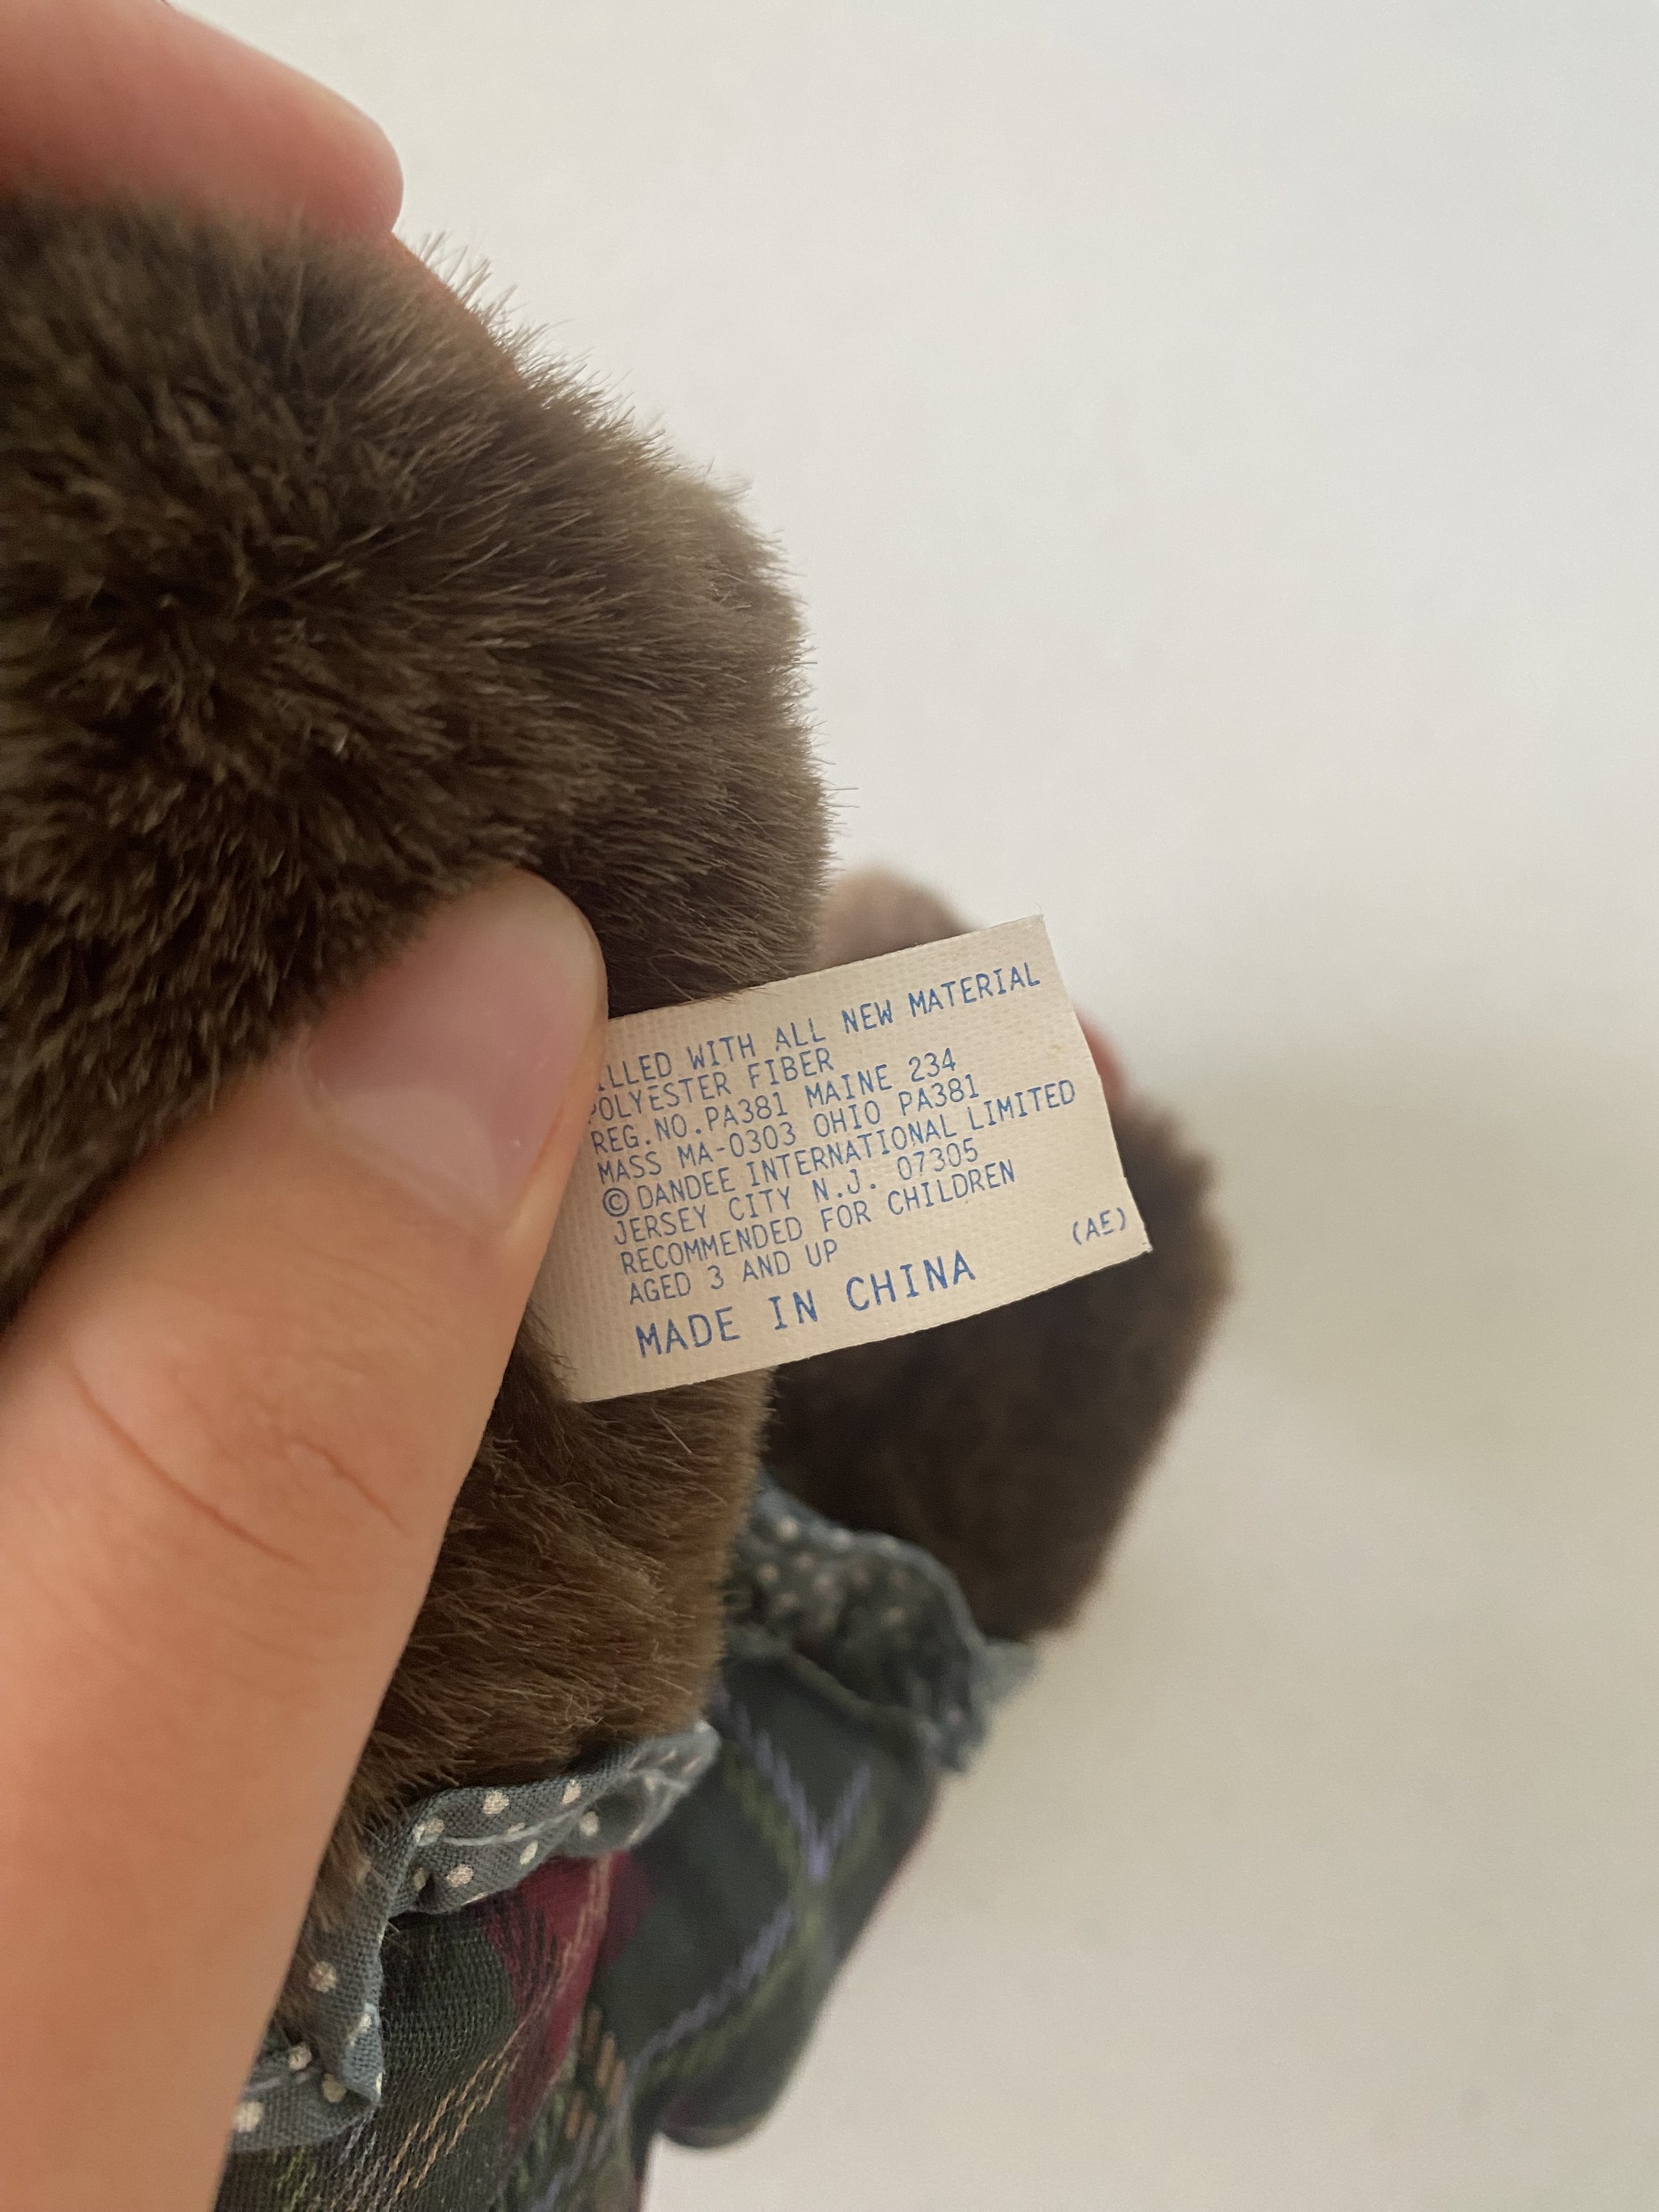 ILLED WITH ALL NEW MATERIAL
POLYESTER FIBER
REG.NO.PA381 MAINE 234
MASS MA-0303 OHIO PA381
© DANDEE INTERNATIONAL LIMITED
JERSEY CITY N.J. 07305
RECOMMENDED FOR CHILDREN
AGED 3 AND UP
(AE)
MADE IN CHINA